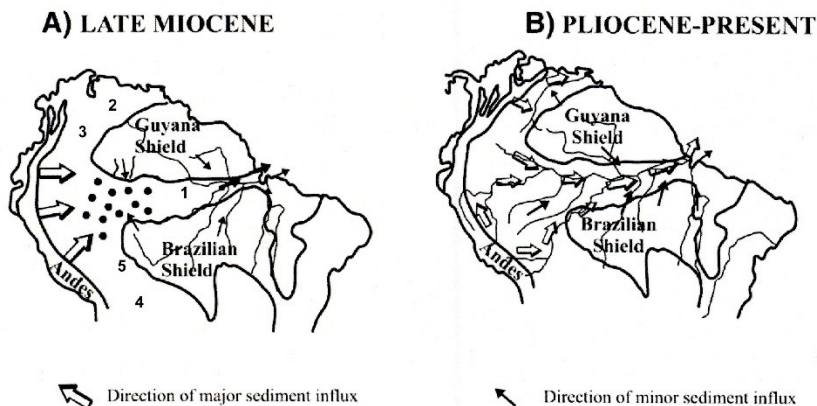 A) LATE MIOCENE
B) PLIOCENE-PRESENT
2
3
Guyana
Shield
1
Brazilian
Shield
5
4
Andes
Guyana
Shield
Brazilian
Shield
Andes
Direction of major sediment influx
Direction of minor sediment influx